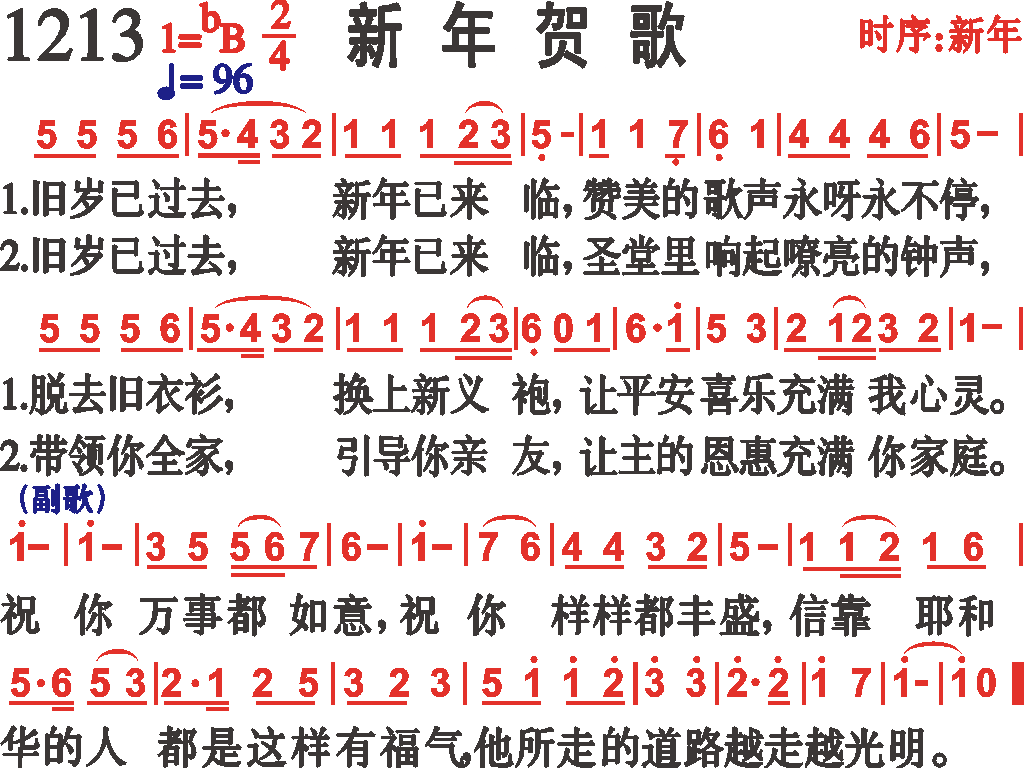 1213 1=bB 2/4 新年贺歌 时序:新年
♩= 96
5 5 5 6|5·4 3 2|1 1 1 2 3|5̣ -|1 1 7̣|6̣ 1|4 4 4 6|5 - |
1.旧岁已过去, 新年已来 临, 赞美的歌声永呀永不停,
2.旧岁已过去, 新年已来 临, 圣堂里响起嘹亮的钟声,
5 5 5 6|5·4 3 2|1 1 1 2 3|6̣ 0 1|6·i|5 3|2 1 2 3 2|1 - |
1.脱去旧衣衫, 换上新义 袍, 让平安喜乐充满 我心灵。
2.带领你全家, 引导你亲 友, 让主的恩惠充满 你家庭。
(副歌)
i - |i - |3 5 5 6 7|6 - |i - |7 6|4 4 3 2|5 - |1 1 2 1 6 |
祝 你 万事都 如意, 祝 你 样样都丰盛, 信靠 耶和
5·6 5 3|2·1 2 5|3 2 3|5 i i 2̇|3̇ 3̇|2̇·2̇|i 7|i - |i 0
华的人 都是这样有福气,他所走的道路越走越光明。